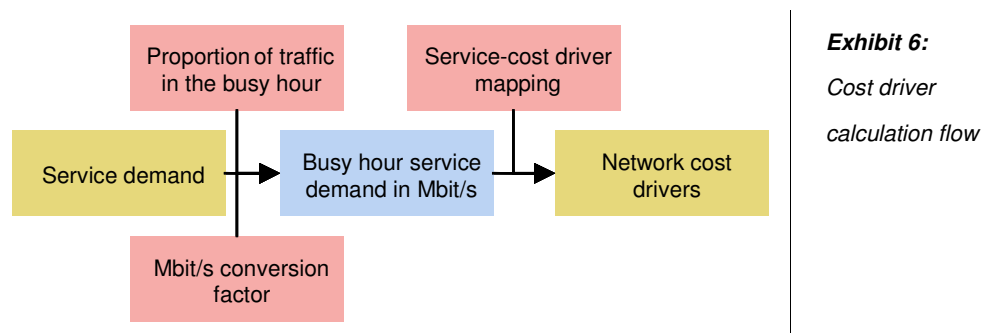 Proportion of traffic
in the busy hour
Service-cost driver
mapping
Service demand
Busy hour service
demand in Mbit/s
Network cost
drivers
Mbit/s conversion
factor
Exhibit 6:
Cost driver
calculation flow